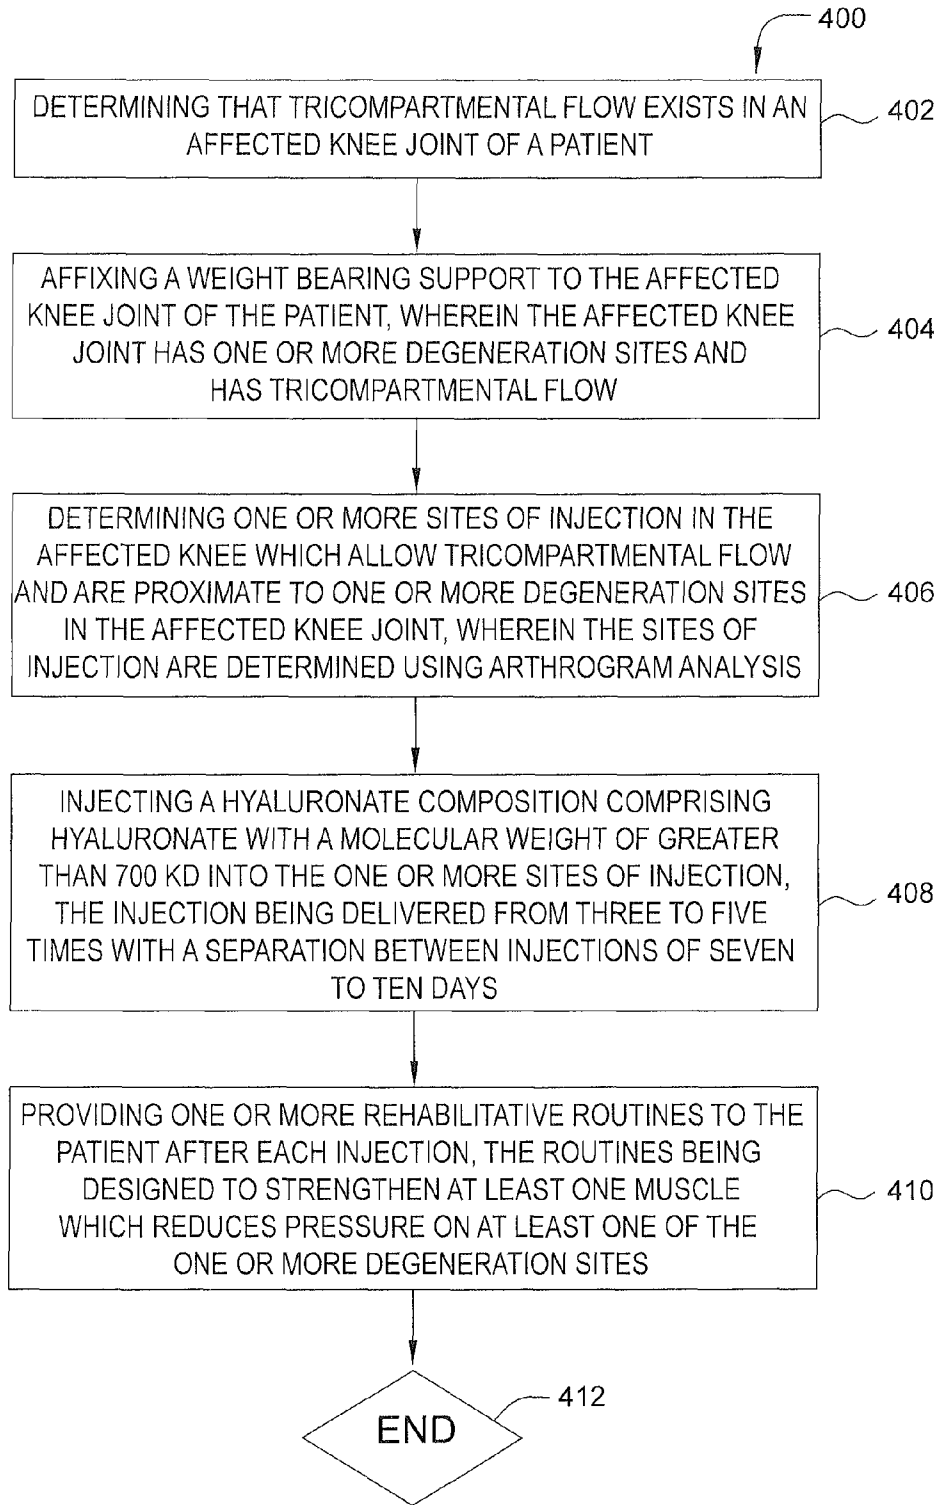 400
DETERMINING THAT TRICOMPARTMENTAL FLOW EXISTS IN AN
AFFECTED KNEE JOINT OF A PATIENT
402
AFFIXING A WEIGHT BEARING SUPPORT TO THE AFFECTED
KNEE JOINT OF THE PATIENT, WHEREIN THE AFFECTED KNEE
JOINT HAS ONE OR MORE DEGENERATION SITES AND
HAS TRICOMPARTMENTAL FLOW
404
DETERMINING ONE OR MORE SITES OF INJECTION IN THE
AFFECTED KNEE WHICH ALLOW TRICOMPARTMENTAL FLOW
AND ARE PROXIMATE TO ONE OR MORE DEGENERATION SITES
IN THE AFFECTED KNEE JOINT, WHEREIN THE SITES OF
INJECTION ARE DETERMINED USING ARTHROGRAM ANALYSIS
406
INJECTING A HYALURONATE COMPOSITION COMPRISING
HYALURONATE WITH A MOLECULAR WEIGHT OF GREATER
THAN 700 KD INTO THE ONE OR MORE SITES OF INJECTION,
THE INJECTION BEING DELIVERED FROM THREE TO FIVE
TIMES WITH A SEPARATION BETWEEN INJECTIONS OF SEVEN
TO TEN DAYS
408
PROVIDING ONE OR MORE REHABILITATIVE ROUTINES TO THE
PATIENT AFTER EACH INJECTION, THE ROUTINES BEING
DESIGNED TO STRENGTHEN AT LEAST ONE MUSCLE
WHICH REDUCES PRESSURE ON AT LEAST ONE OF THE
ONE OR MORE DEGENERATION SITES
410
END
412